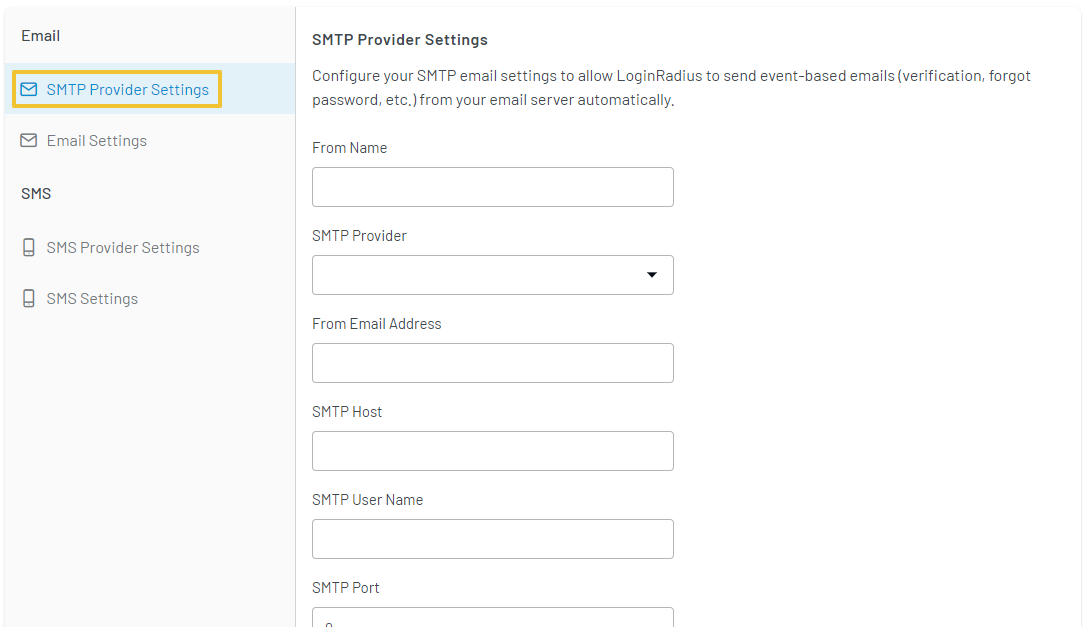 Email
SMTP Provider Settings
Email Settings
SMS
SMS Provider Settings
SMS Settings
SMTP Provider Settings
Configure your SMTP email settings to allow LoginRadius to send event-based emails (verification, forgot
password, etc.) from your email server automatically.
From Name
SMTP Provider
From Email Address
SMTP Host
SMTP User Name
SMTP Port